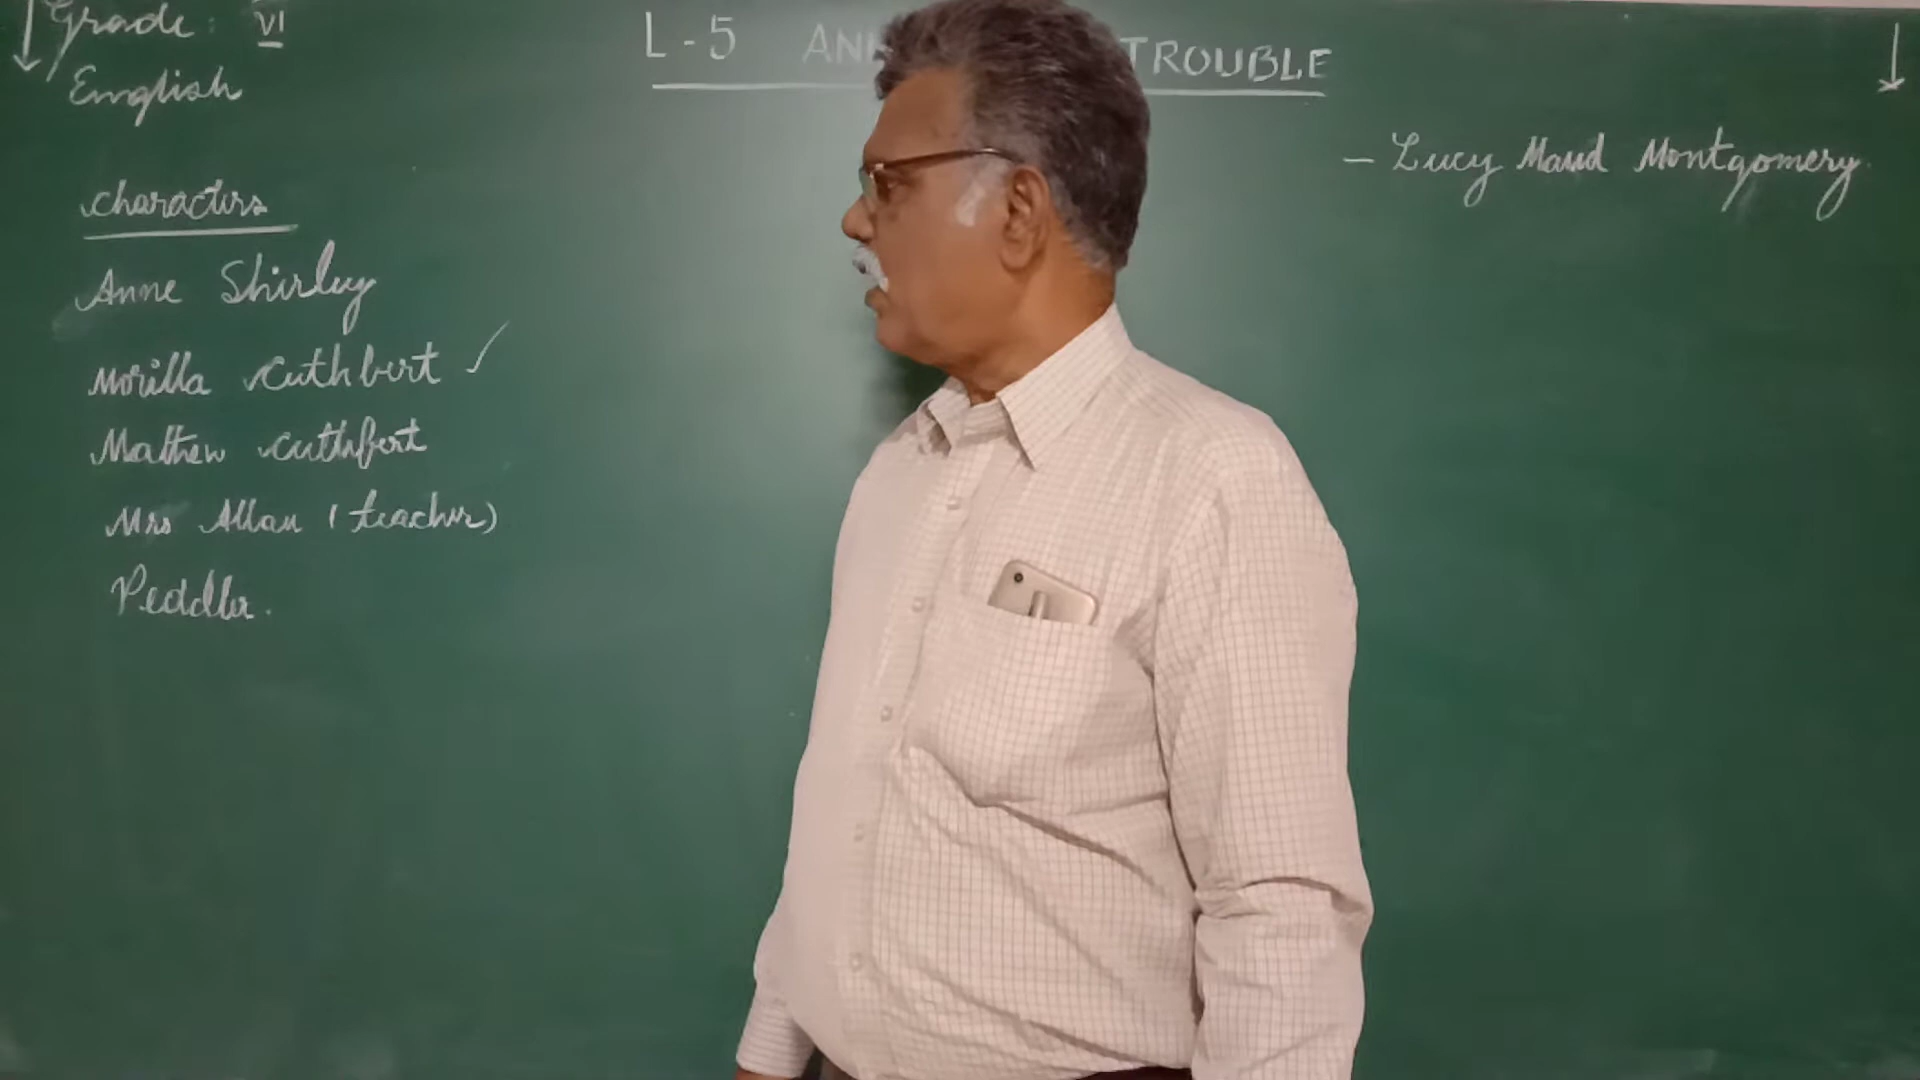 Grade: VI
English
L-5 TROUBLE
- Lucy Maud Montgomery.
characters
Anne Shirley
Morilla Cuthbert ✓
Mathew Cuthbert
Mrs Allan (teacher)
Peddler.